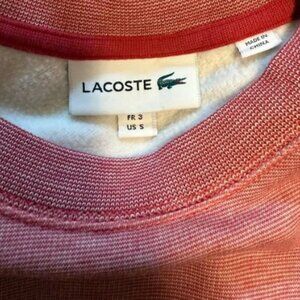 LACOSTE
FR 3
US S
MADE IN
CHINA